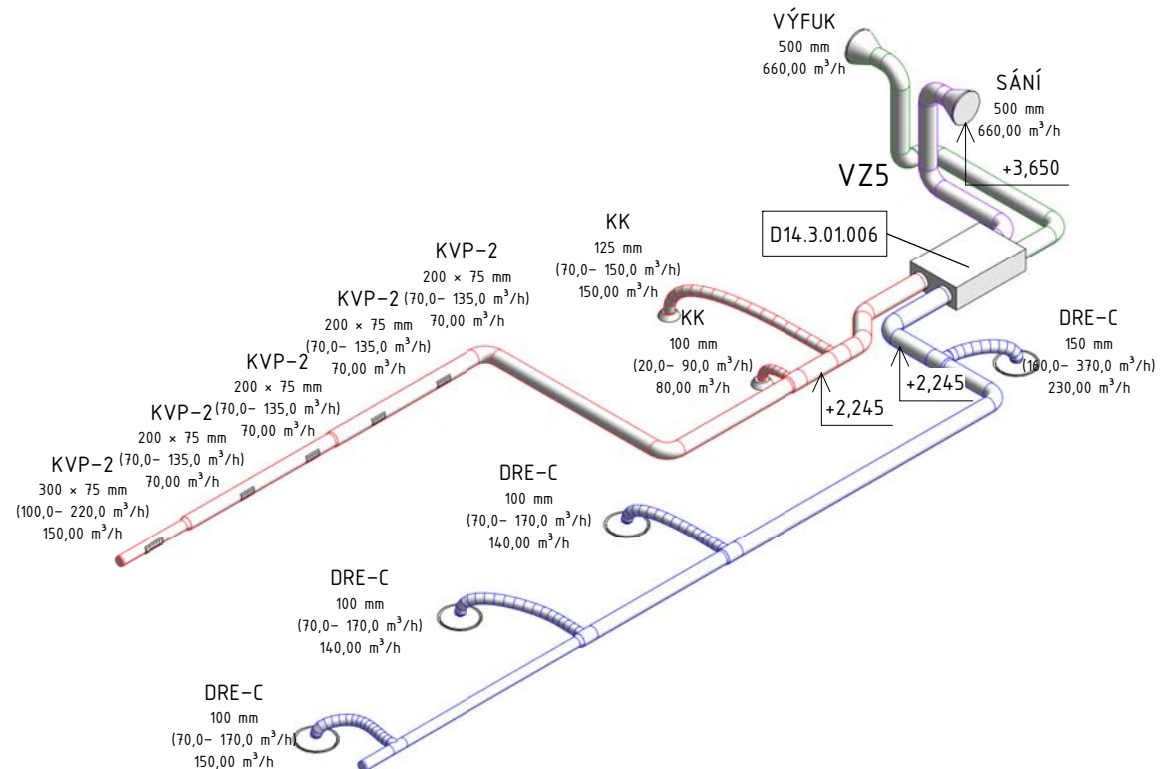 VÝFUK
500 mm
660,00 m³/h
SÁNÍ
500 mm
660,00 m³/h
+3,650
VZ5
D14.3.01.006
KK
125 mm
(70,0- 150,0 m³/h)
150,00 m³/h
KK
100 mm
(20,0- 90,0 m³/h)
80,00 m³/h
KVP-2
200 × 75 mm
(70,0- 135,0 m³/h)
70,00 m³/h
KVP-2
200 × 75 mm
(70,0- 135,0 m³/h)
70,00 m³/h
KVP-2
200 × 75 mm
(70,0- 135,0 m³/h)
70,00 m³/h
KVP-2
200 × 75 mm
(70,0- 135,0 m³/h)
70,00 m³/h
KVP-2
300 × 75 mm
(100,0- 220,0 m³/h)
150,00 m³/h
+2,245
+2,245
DRE-C
150 mm
(160,0- 370,0 m³/h)
230,00 m³/h
DRE-C
100 mm
(70,0- 170,0 m³/h)
140,00 m³/h
DRE-C
100 mm
(70,0- 170,0 m³/h)
140,00 m³/h
DRE-C
100 mm
(70,0- 170,0 m³/h)
150,00 m³/h